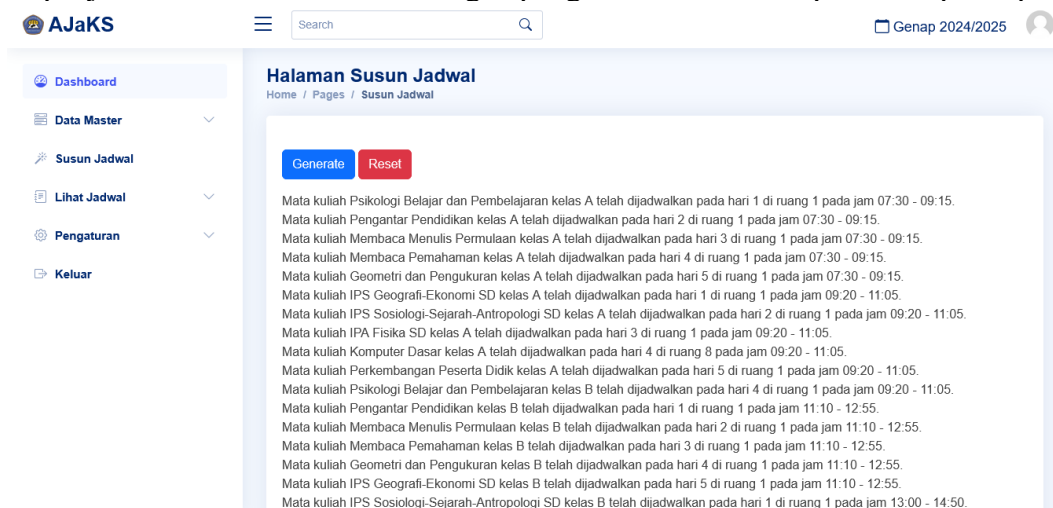 AJaKS
Search
Genap 2024/2025
Dashboard
Data Master
Susun Jadwal
Lihat Jadwal
Pengaturan
Keluar
Halaman Susun Jadwal
Home / Pages / Susun Jadwal
Generate Reset
Mata kuliah Psikologi Belajar dan Pembelajaran kelas A telah dijadwalkan pada hari 1 di ruang 1 pada jam 07:30 - 09:15.
Mata kuliah Pengantar Pendidikan kelas A telah dijadwalkan pada hari 2 di ruang 1 pada jam 07:30 - 09:15.
Mata kuliah Membaca Menulis Permulaan kelas A telah dijadwalkan pada hari 3 di ruang 1 pada jam 07:30 - 09:15.
Mata kuliah Membaca Pemahaman kelas A telah dijadwalkan pada hari 4 di ruang 1 pada jam 07:30 - 09:15.
Mata kuliah Geometri dan Pengukuran kelas A telah dijadwalkan pada hari 5 di ruang 1 pada jam 07:30 - 09:15.
Mata kuliah IPS Geografi-Ekonomi SD kelas A telah dijadwalkan pada hari 1 di ruang 1 pada jam 09:20 - 11:05.
Mata kuliah IPS Sosiologi-Sejarah-Antropologi SD kelas A telah dijadwalkan pada hari 2 di ruang 1 pada jam 09:20 - 11:05.
Mata kuliah IPA Fisika SD kelas A telah dijadwalkan pada hari 3 di ruang 1 pada jam 09:20 - 11:05.
Mata kuliah Komputer Dasar kelas A telah dijadwalkan pada hari 4 di ruang 8 pada jam 09:20 - 11:05.
Mata kuliah Perkembangan Peserta Didik kelas A telah dijadwalkan pada hari 5 di ruang 1 pada jam 09:20 - 11:05.
Mata kuliah Psikologi Belajar dan Pembelajaran kelas B telah dijadwalkan pada hari 4 di ruang 1 pada jam 09:20 - 11:05.
Mata kuliah Pengantar Pendidikan kelas B telah dijadwalkan pada hari 1 di ruang 1 pada jam 11:10 - 12:55.
Mata kuliah Membaca Menulis Permulaan kelas B telah dijadwalkan pada hari 2 di ruang 1 pada jam 11:10 - 12:55.
Mata kuliah Membaca Pemahaman kelas B telah dijadwalkan pada hari 3 di ruang 1 pada jam 11:10 - 12:55.
Mata kuliah Geometri dan Pengukuran kelas B telah dijadwalkan pada hari 4 di ruang 1 pada jam 11:10 - 12:55.
Mata kuliah IPS Geografi-Ekonomi SD kelas B telah dijadwalkan pada hari 5 di ruang 1 pada jam 11:10 - 12:55.
Mata kuliah IPS Sosiologi-Sejarah-Antropologi SD kelas B telah dijadwalkan pada hari 1 di ruang 1 pada jam 13:00 - 14:50.